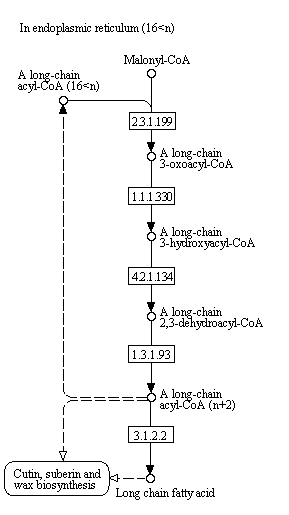 In endoplasmic reticulum (16<n)
Malonyl-CoA
A long-chain
acyl-CoA (16<n)
2.3.1.199
A long-chain
3-oxoacyl-CoA
1.1.1.330
A long-chain
3-hydroxyacyl-CoA
4.2.1.134
A long-chain
2,3-dehydroacyl-CoA
1.3.1.93
A long-chain
acyl-CoA (n+2)
3.1.2.2
Cutin, suberin and
wax biosynthesis
Long chain fatty acid